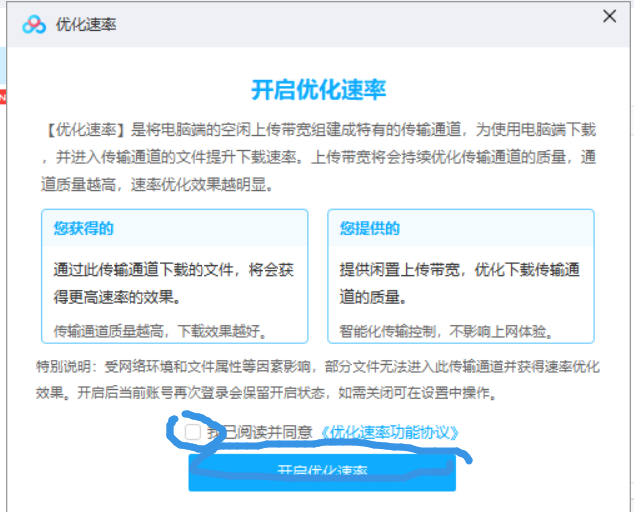 优化速率
开启优化速率
【优化速率】是将电脑端的空闲上传带宽组建成特有的传输通道，为使用电脑端下载
，并进入传输通道的文件提升下载速率。上传带宽将会持续优化传输通道的质量，通
道质量越高，速率优化效果越明显。
您获得的
通过此传输通道下载的文件，将会获
得更高速率的效果。
传输通道质量越高，下载效果越好。
您提供的
提供闲置上传带宽，优化下载传输通
道的质量。
智能化传输控制，不影响上网体验。
特别说明：受网络环境和文件属性等因素影响，部分文件无法进入此传输通道并获得速率优化
效果。开启后当前账号再次登录会保留开启状态，如需关闭可在设置中操作。
我已阅读并同意《优化速率功能协议》
开启优化速率